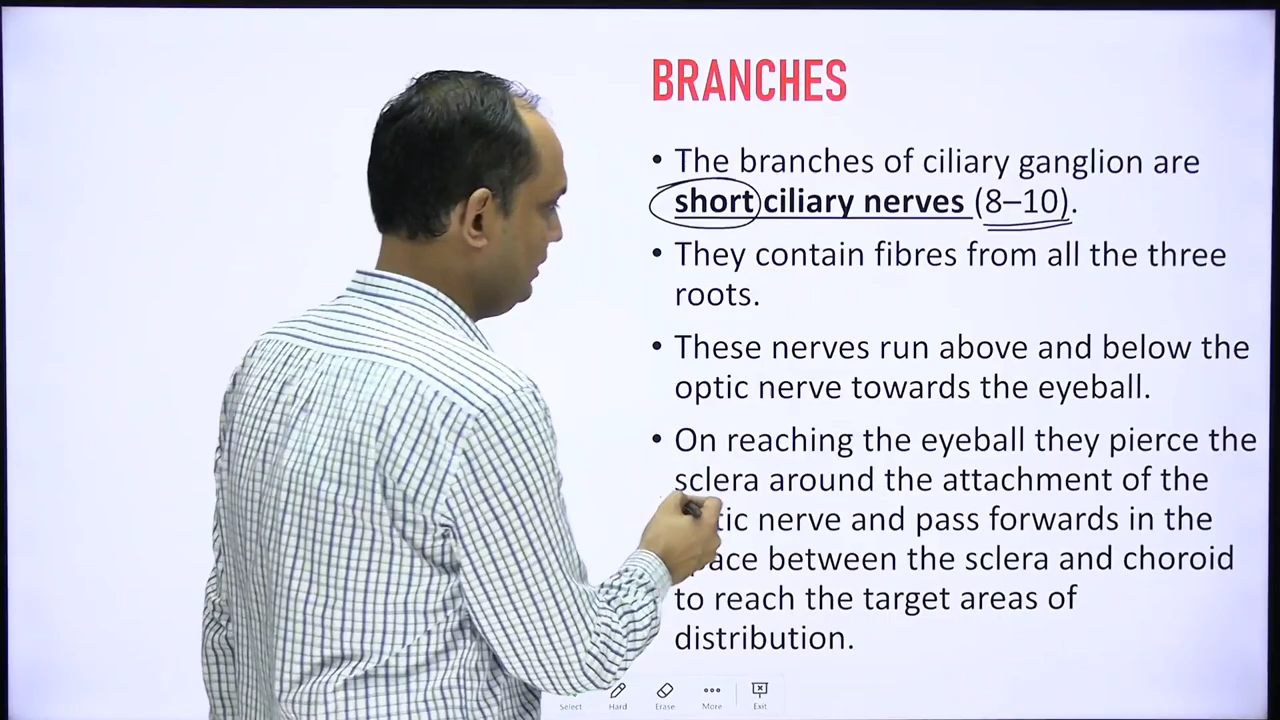 BRANCHES
• The branches of ciliary ganglion are
short ciliary nerves (8–10).
• They contain fibres from all the three
roots.
• These nerves run above and below the
optic nerve towards the eyeball.
• On reaching the eyeball they pierce the
sclera around the attachment of the
nerve and pass forwards in the
between the sclera and choroid
to reach the target areas of
distribution.
Select Hard Erase More Exit